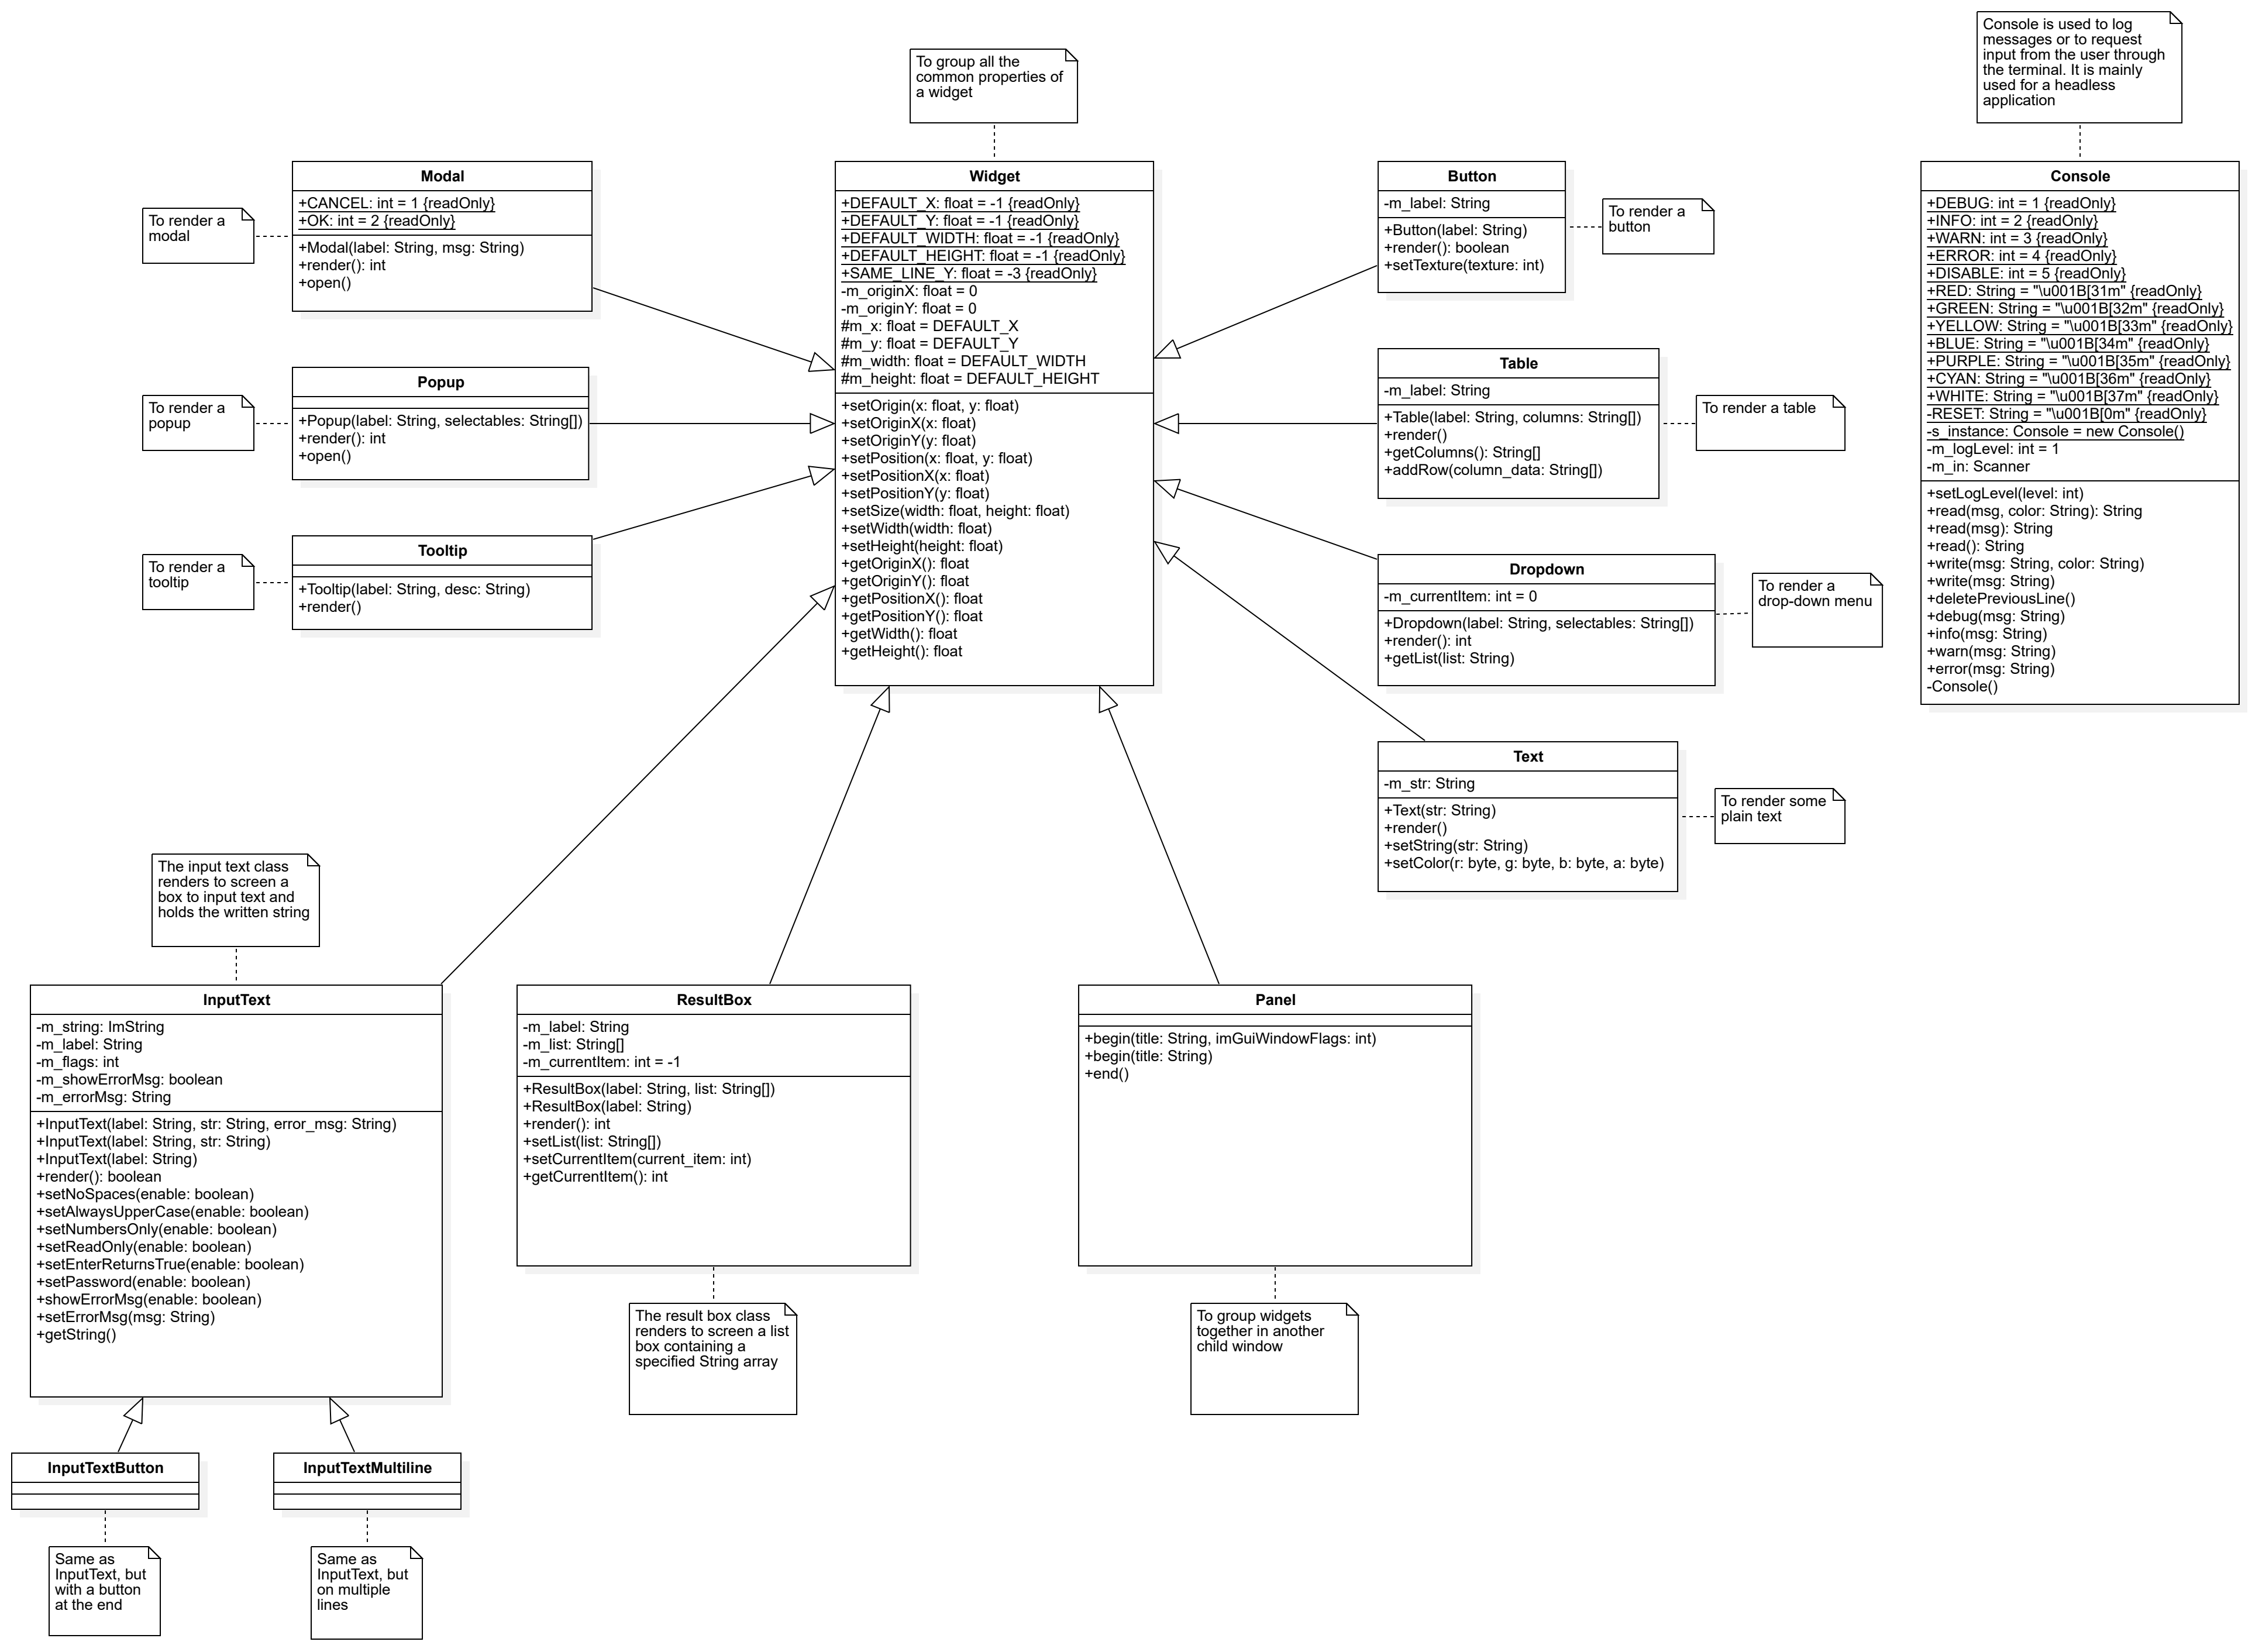 Console is used to log
messages or to request
input from the user through
the terminal. It is mainly
used for a headless
application
To group all the
common properties of
a widget
To render a
modal
Modal
+CANCEL: int = 1 {readOnly}
+OK: int = 2 {readOnly}
+Modal(label: String, msg: String)
+render(): int
+open()
To render a
popup
Popup
+Popup(label: String, selectables: String[])
+render(): int
+open()
To render a
tooltip
Tooltip
+Tooltip(label: String, desc: String)
+render()
Widget
+DEFAULT_X: float = -1 {readOnly}
+DEFAULT_Y: float = -1 {readOnly}
+DEFAULT_WIDTH: float = -1 {readOnly}
+DEFAULT_HEIGHT: float = -1 {readOnly}
+SAME_LINE_Y: float = -3 {readOnly}
-m_originX: float = 0
-m_originY: float = 0
#m_x: float = DEFAULT_X
#m_y: float = DEFAULT_Y
#m_width: float = DEFAULT_WIDTH
#m_height: float = DEFAULT_HEIGHT
+setOrigin(x: float, y: float)
+setOriginX(x: float)
+setOriginY(y: float)
+setPosition(x: float, y: float)
+setPositionX(x: float)
+setPositionY(y: float)
+setSize(width: float, height: float)
+setWidth(width: float)
+setHeight(height: float)
+getOriginX(): float
+getOriginY(): float
+getPositionX(): float
+getPositionY(): float
+getWidth(): float
+getHeight(): float
Button
-m_label: String
+Button(label: String)
+render(): boolean
+setTexture(texture: int)
To render a
button
Table
-m_label: String
+Table(label: String, columns: String[])
+render()
+getColumns(): String[]
+addRow(column_data: String[])
To render a table
Dropdown
-m_currentItem: int = 0
+Dropdown(label: String, selectables: String[])
+render(): int
+getList(list: String)
To render a
drop-down menu
Text
-m_str: String
+Text(str: String)
+render()
+setString(str: String)
+setColor(r: byte, g: byte, b: byte, a: byte)
To render some
plain text
Console
+DEBUG: int = 1 {readOnly}
+INFO: int = 2 {readOnly}
+WARN: int = 3 {readOnly}
+ERROR: int = 4 {readOnly}
+DISABLE: int = 5 {readOnly}
+RED: String = "\u001B[31m" {readOnly}
+GREEN: String = "\u001B[32m" {readOnly}
+YELLOW: String = "\u001B[33m" {readOnly}
+BLUE: String = "\u001B[34m" {readOnly}
+PURPLE: String = "\u001B[35m" {readOnly}
+CYAN: String = "\u001B[36m" {readOnly}
+WHITE: String = "\u001B[37m" {readOnly}
-RESET: String = "\u001B[0m" {readOnly}
-s_instance: Console = new Console()
-m_logLevel: int = 1
-m_in: Scanner
+setLogLevel(level: int)
+read(msg, color: String): String
+read(msg): String
+read(): String
+write(msg: String, color: String)
+write(msg: String)
+deletePreviousLine()
+debug(msg: String)
+info(msg: String)
+warn(msg: String)
+error(msg: String)
-Console()
The input text class
renders to screen a
box to input text and
holds the written string
InputText
-m_string: ImString
-m_label: String
-m_flags: int
-m_showErrorMsg: boolean
-m_errorMsg: String
+InputText(label: String, str: String, error_msg: String)
+InputText(label: String, str: String)
+InputText(label: String)
+render(): boolean
+setNoSpaces(enable: boolean)
+setAlwaysUpperCase(enable: boolean)
+setNumbersOnly(enable: boolean)
+setReadOnly(enable: boolean)
+setEnterReturnsTrue(enable: boolean)
+setPassword(enable: boolean)
+showErrorMsg(enable: boolean)
+setErrorMsg(msg: String)
+getString()
ResultBox
-m_label: String
-m_list: String[]
-m_currentItem: int = -1
+ResultBox(label: String, list: String[])
+ResultBox(label: String)
+render(): int
+setList(list: String[])
+setCurrentItem(current_item: int)
+getCurrentItem(): int
The result box class
renders to screen a list
box containing a
specified String array
Panel
+begin(title: String, imGuiWindowFlags: int)
+begin(title: String)
+end()
To group widgets
together in another
child window
InputTextButton
InputTextMultiline
Same as
InputText, but
with a button
at the end
Same as
InputText, but
on multiple
lines